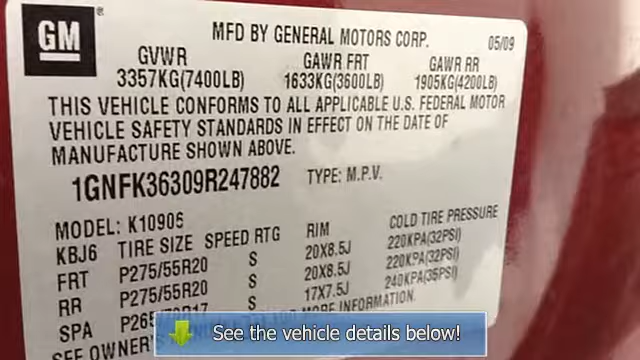 GM
MFD BY GENERAL MOTORS CORP. 05/09
GVWR GAWR FRT GAWR RR
3357KG(7400LB) 1633KG(3600LB) 1905KG(4200LB)
THIS VEHICLE CONFORMS TO ALL APPLICABLE U.S. FEDERAL MOTOR
VEHICLE SAFETY STANDARDS IN EFFECT ON THE DATE OF
MANUFACTURE SHOWN ABOVE.
1GNFK36309R247882 TYPE: M.P.V.
MODEL: K10906
KBJ6 TIRE SIZE SPEED RTG RIM COLD TIRE PRESSURE
FRT P275/55R20 S 20X8.5J 220KPA(32PSI)
RR P275/55R20 S 20X8.5J 220KPA(32PSI)
SPA S 17X7.5J 240KPA(35PSI)
SEE OWNER'S MORE INFORMATION.
See the vehicle details below!